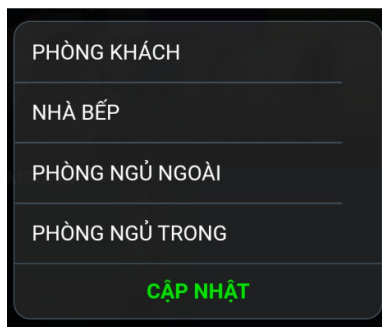 PHÒNG KHÁCH
NHÀ BẾP
PHÒNG NGỦ NGOÀI
PHÒNG NGỦ TRONG
CẬP NHẬT